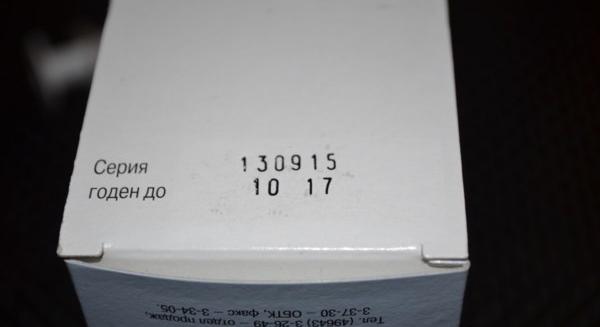 Серия 130915
годен до 10 17
3-37-30 – ОБТК, факс – 3-34-05.
Тел. (49643) 3-26-49 – отдел продаж,